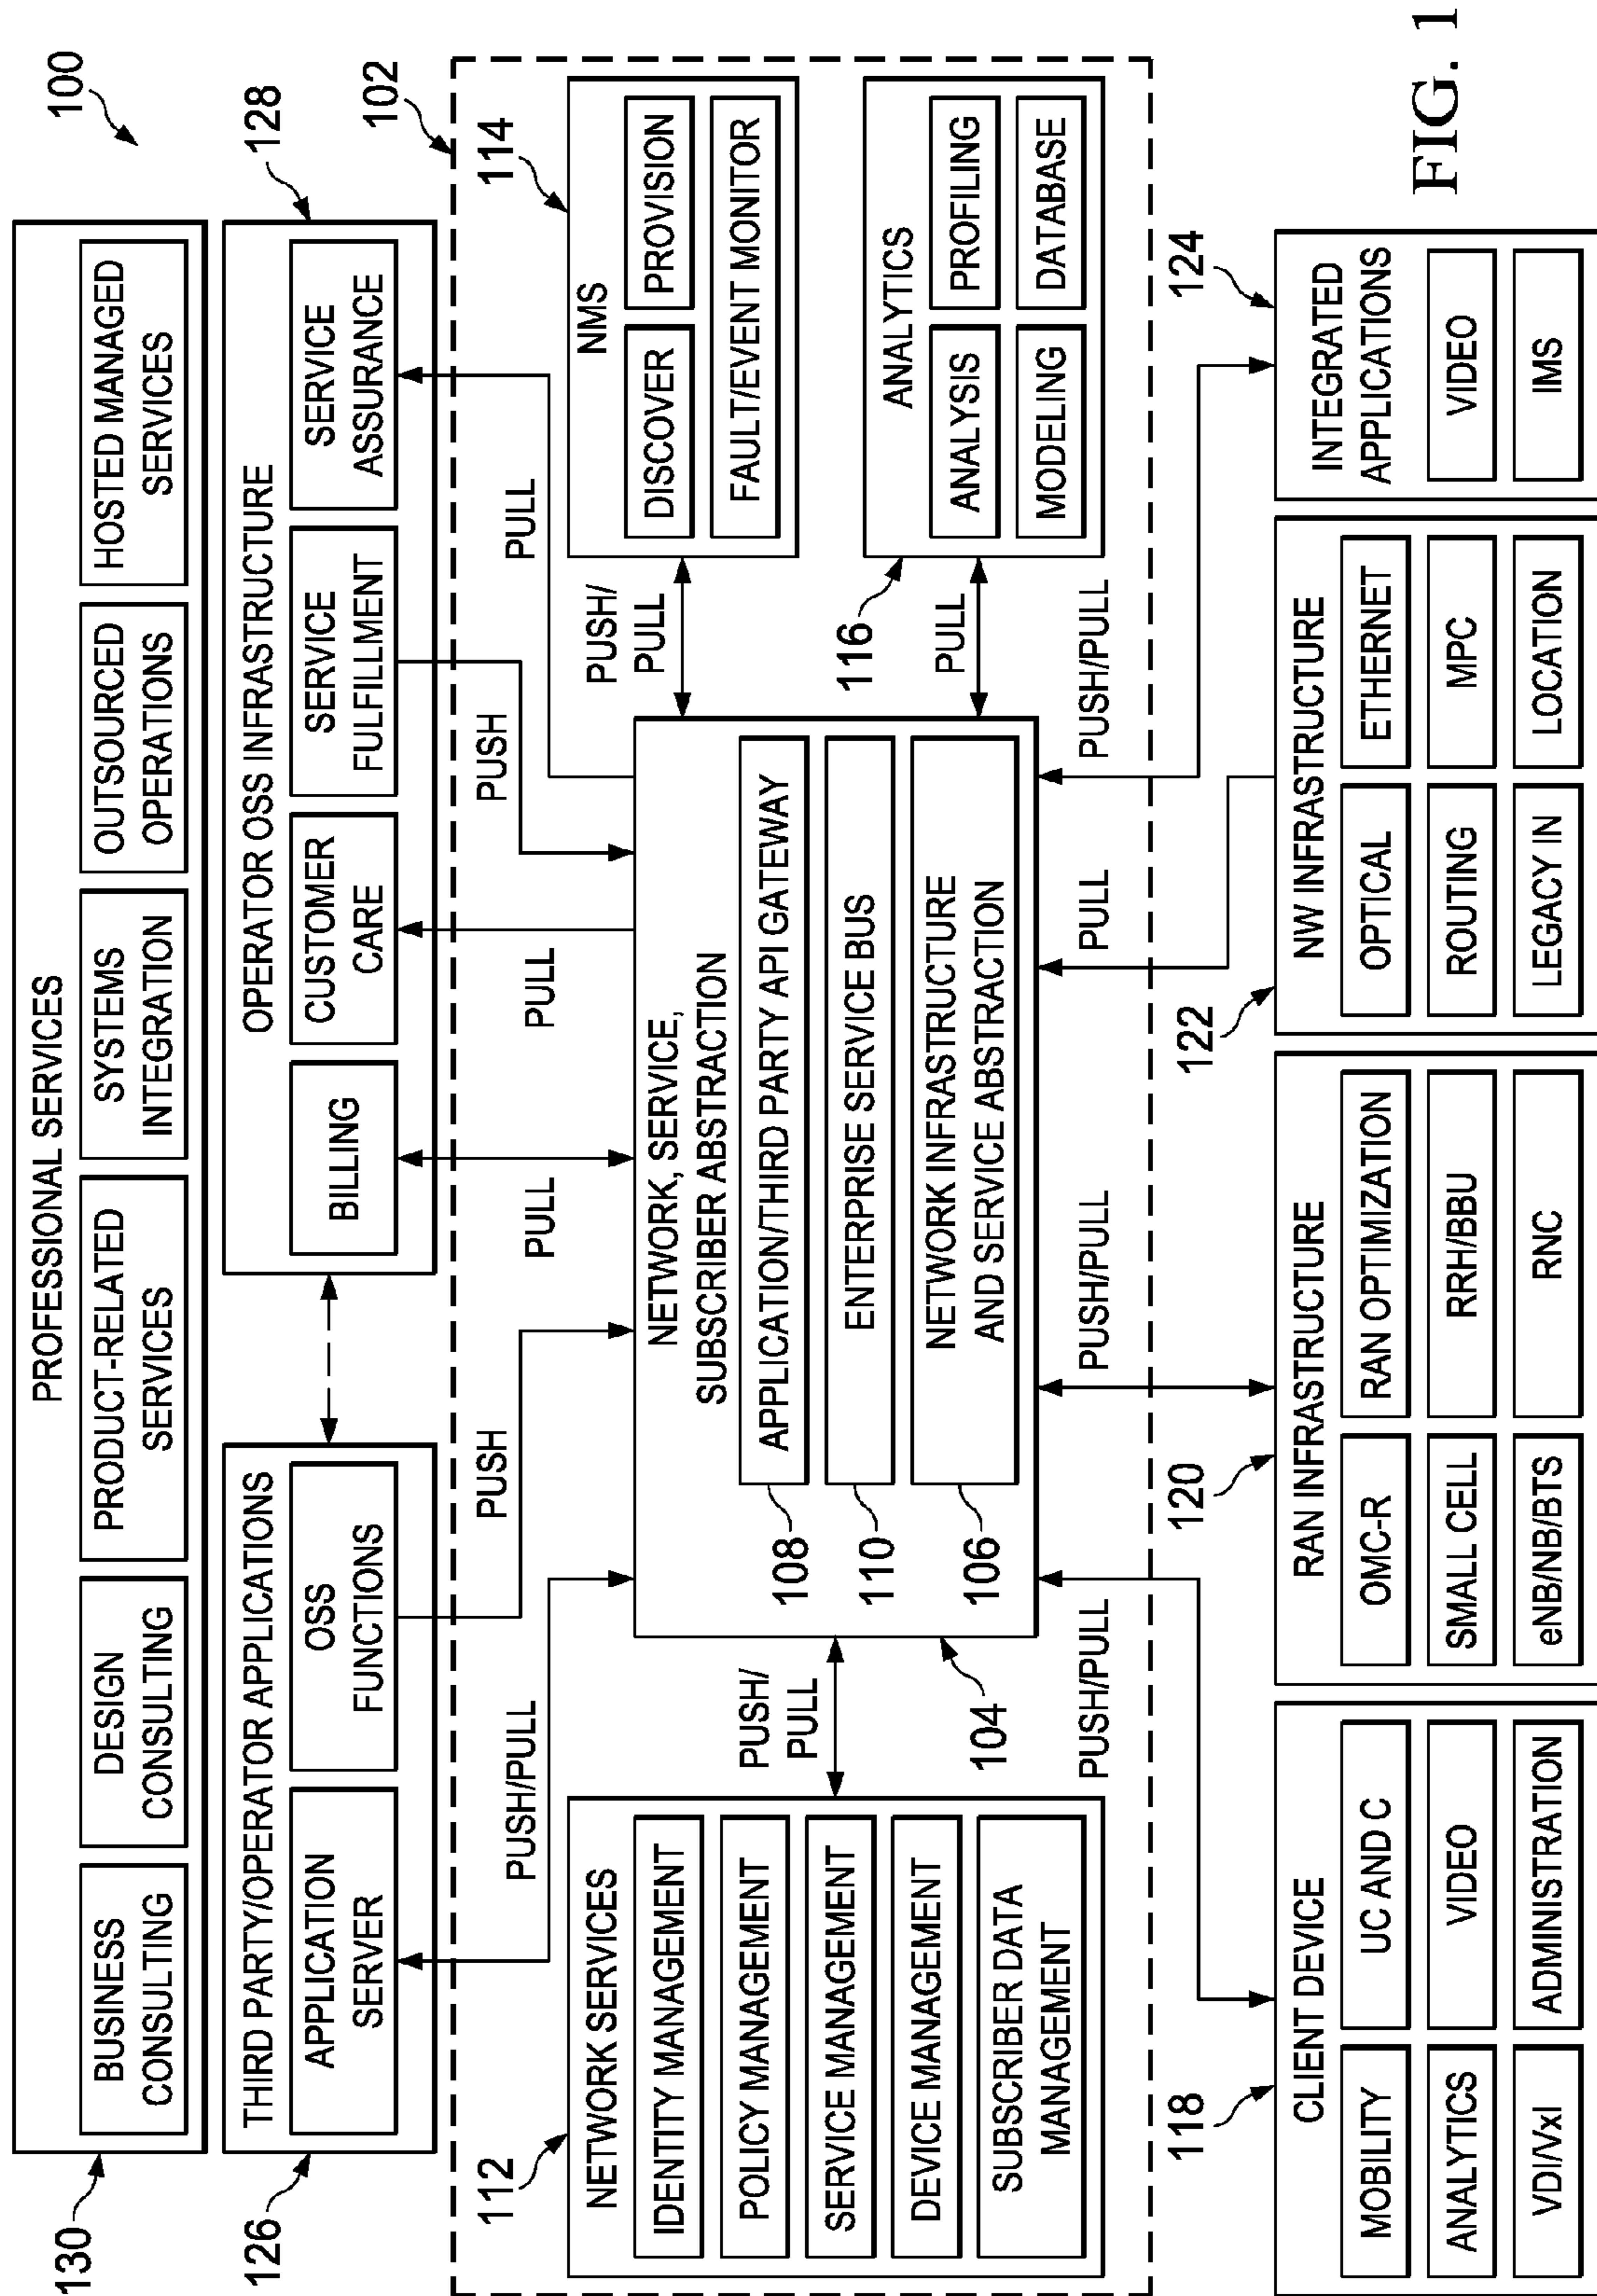 100
130
PROFESSIONAL SERVICES
BUSINESS
CONSULTING
DESIGN
CONSULTING
PRODUCT-RELATED
SERVICES
SYSTEMS
INTEGRATION
OUTSOURCED
OPERATIONS
HOSTED MANAGED
SERVICES
126
THIRD PARTY/OPERATOR APPLICATIONS
APPLICATION
SERVER
OSS
FUNCTIONS
128
OPERATOR OSS INFRASTRUCTURE
BILLING
CUSTOMER
CARE
SERVICE
FULFILLMENT
SERVICE
ASSURANCE
102
PUSH/PULL
PUSH
PULL
PULL
PUSH
PULL
112
NETWORK SERVICES
IDENTITY MANAGEMENT
POLICY MANAGEMENT
SERVICE MANAGEMENT
DEVICE MANAGEMENT
SUBSCRIBER DATA
MANAGEMENT
PUSH/
PULL
104
NETWORK, SERVICE,
SUBSCRIBER ABSTRACTION
108
APPLICATION/THIRD PARTY API GATEWAY
110
ENTERPRISE SERVICE BUS
106
NETWORK INFRASTRUCTURE
AND SERVICE ABSTRACTION
PUSH/
PULL
114
NMS
DISCOVER
PROVISION
FAULT/EVENT MONITOR
116
PULL
ANALYTICS
ANALYSIS
PROFILING
MODELING
DATABASE
PUSH/PULL
PUSH/PULL
PULL
PUSH/PULL
118
CLIENT DEVICE
MOBILITY
UC AND C
ANALYTICS
VIDEO
VDI/VxI
ADMINISTRATION
120
RAN INFRASTRUCTURE
OMC-R
RAN OPTIMIZATION
SMALL CELL
RRH/BBU
eNB/NB/BTS
RNC
122
NW INFRASTRUCTURE
OPTICAL
ETHERNET
ROUTING
MPC
LEGACY IN
LOCATION
124
INTEGRATED
APPLICATIONS
VIDEO
IMS
FIG. 1